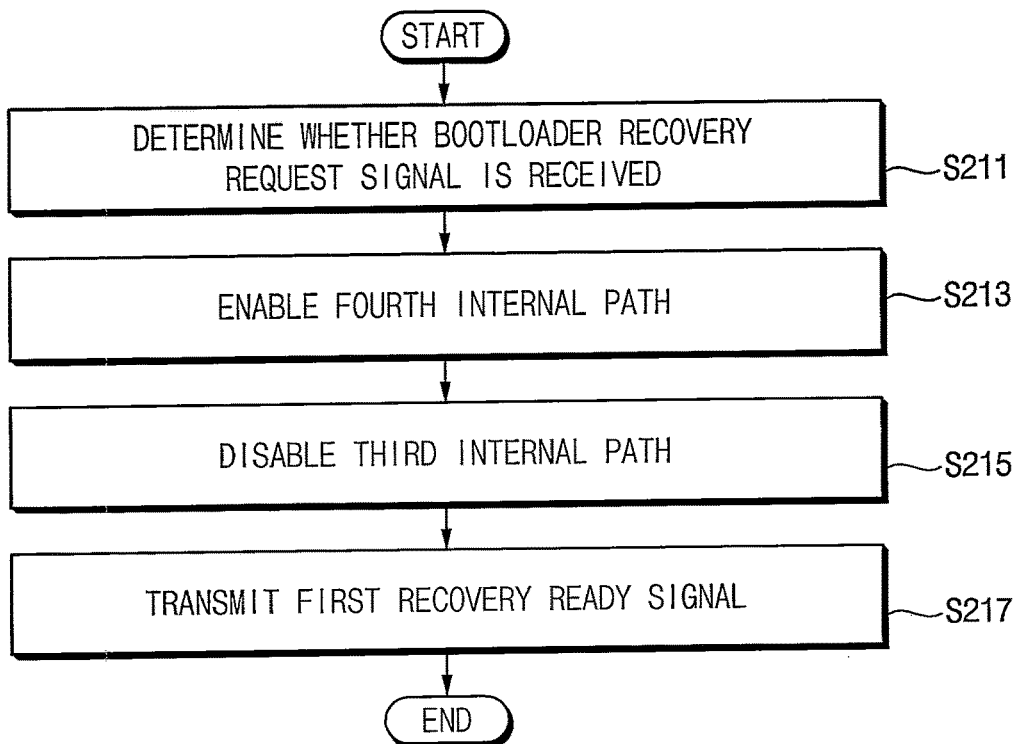 START
DETERMINE WHETHER BOOTLOADER RECOVERY
REQUEST SIGNAL IS RECEIVED
S211
ENABLE FOURTH INTERNAL PATH
S213
DISABLE THIRD INTERNAL PATH
S215
TRANSMIT FIRST RECOVERY READY SIGNAL
S217
END